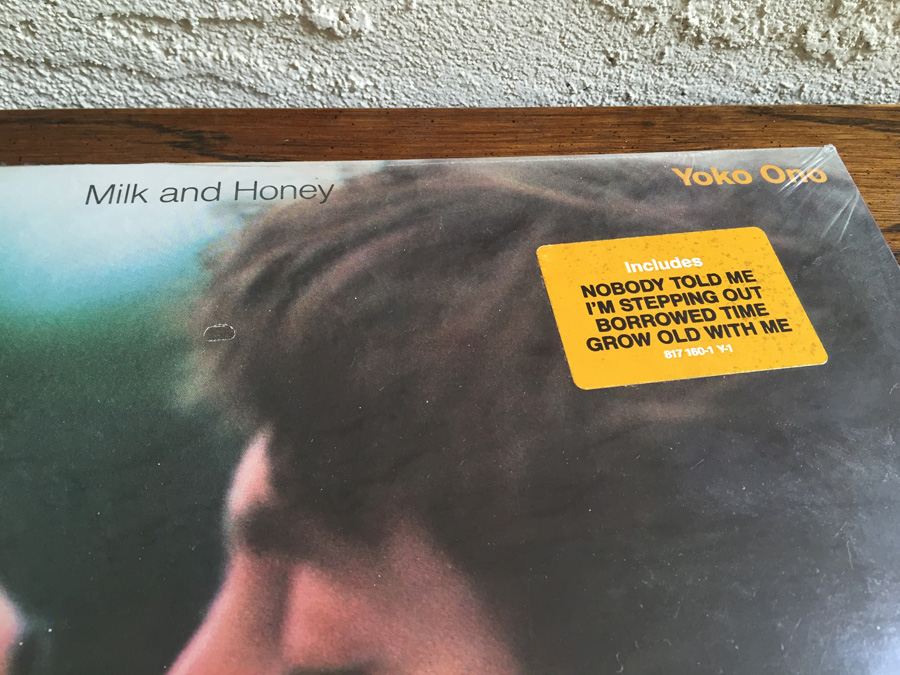 Milk and Honey
Yoko Ono
Includes
NOBODY TOLD ME
I'M STEPPING OUT
BORROWED TIME
GROW OLD WITH ME
817 160-1 Y-1